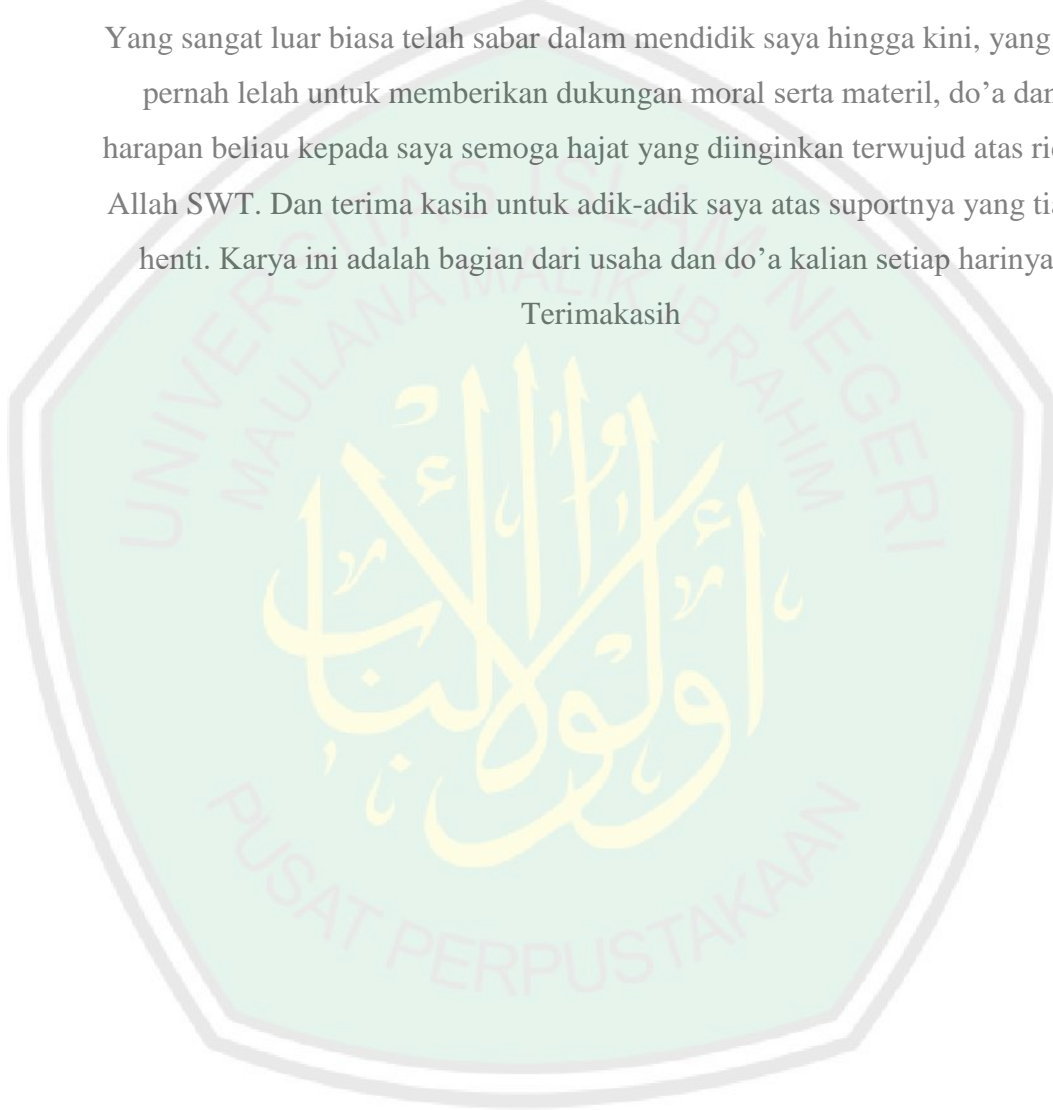 Yang sangat luar biasa telah sabar dalam mendidik saya hingga kini, yang
pernah lelah untuk memberikan dukungan moral serta materil, do’a dan
harapan beliau kepada saya semoga hajat yang diinginkan terwujud atas
Allah SWT. Dan terima kasih untuk adik-adik saya atas suportnya yang
henti. Karya ini adalah bagian dari usaha dan do’a kalian setiap harinya
Terimakasih
UNIVERSITAS ISLAM NEGERI
MAULANA MALIK IBRAHIM
أولوا الألباب
PUSAT PERPUSTAKAAN